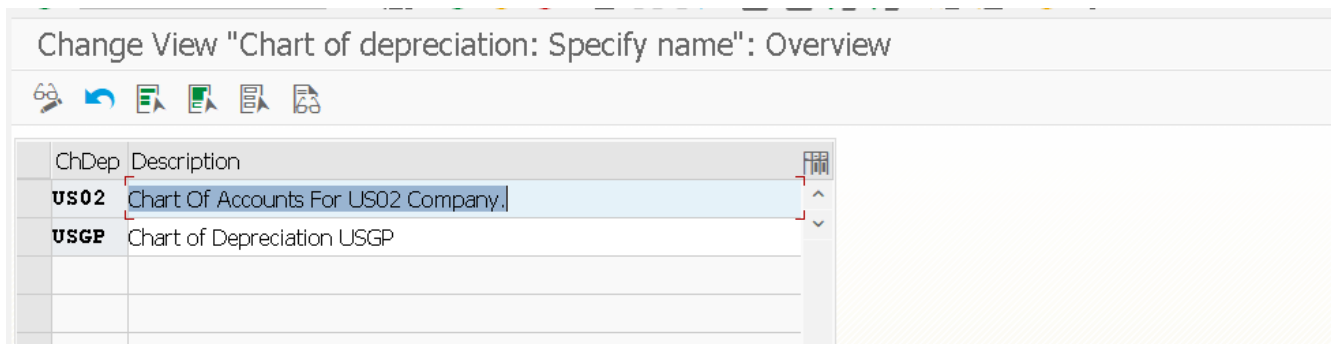 Change View "Chart of depreciation: Specify name": Overview
ChDep Description
US02 Chart Of Accounts For US02 Company.
USGP Chart of Depreciation USGP